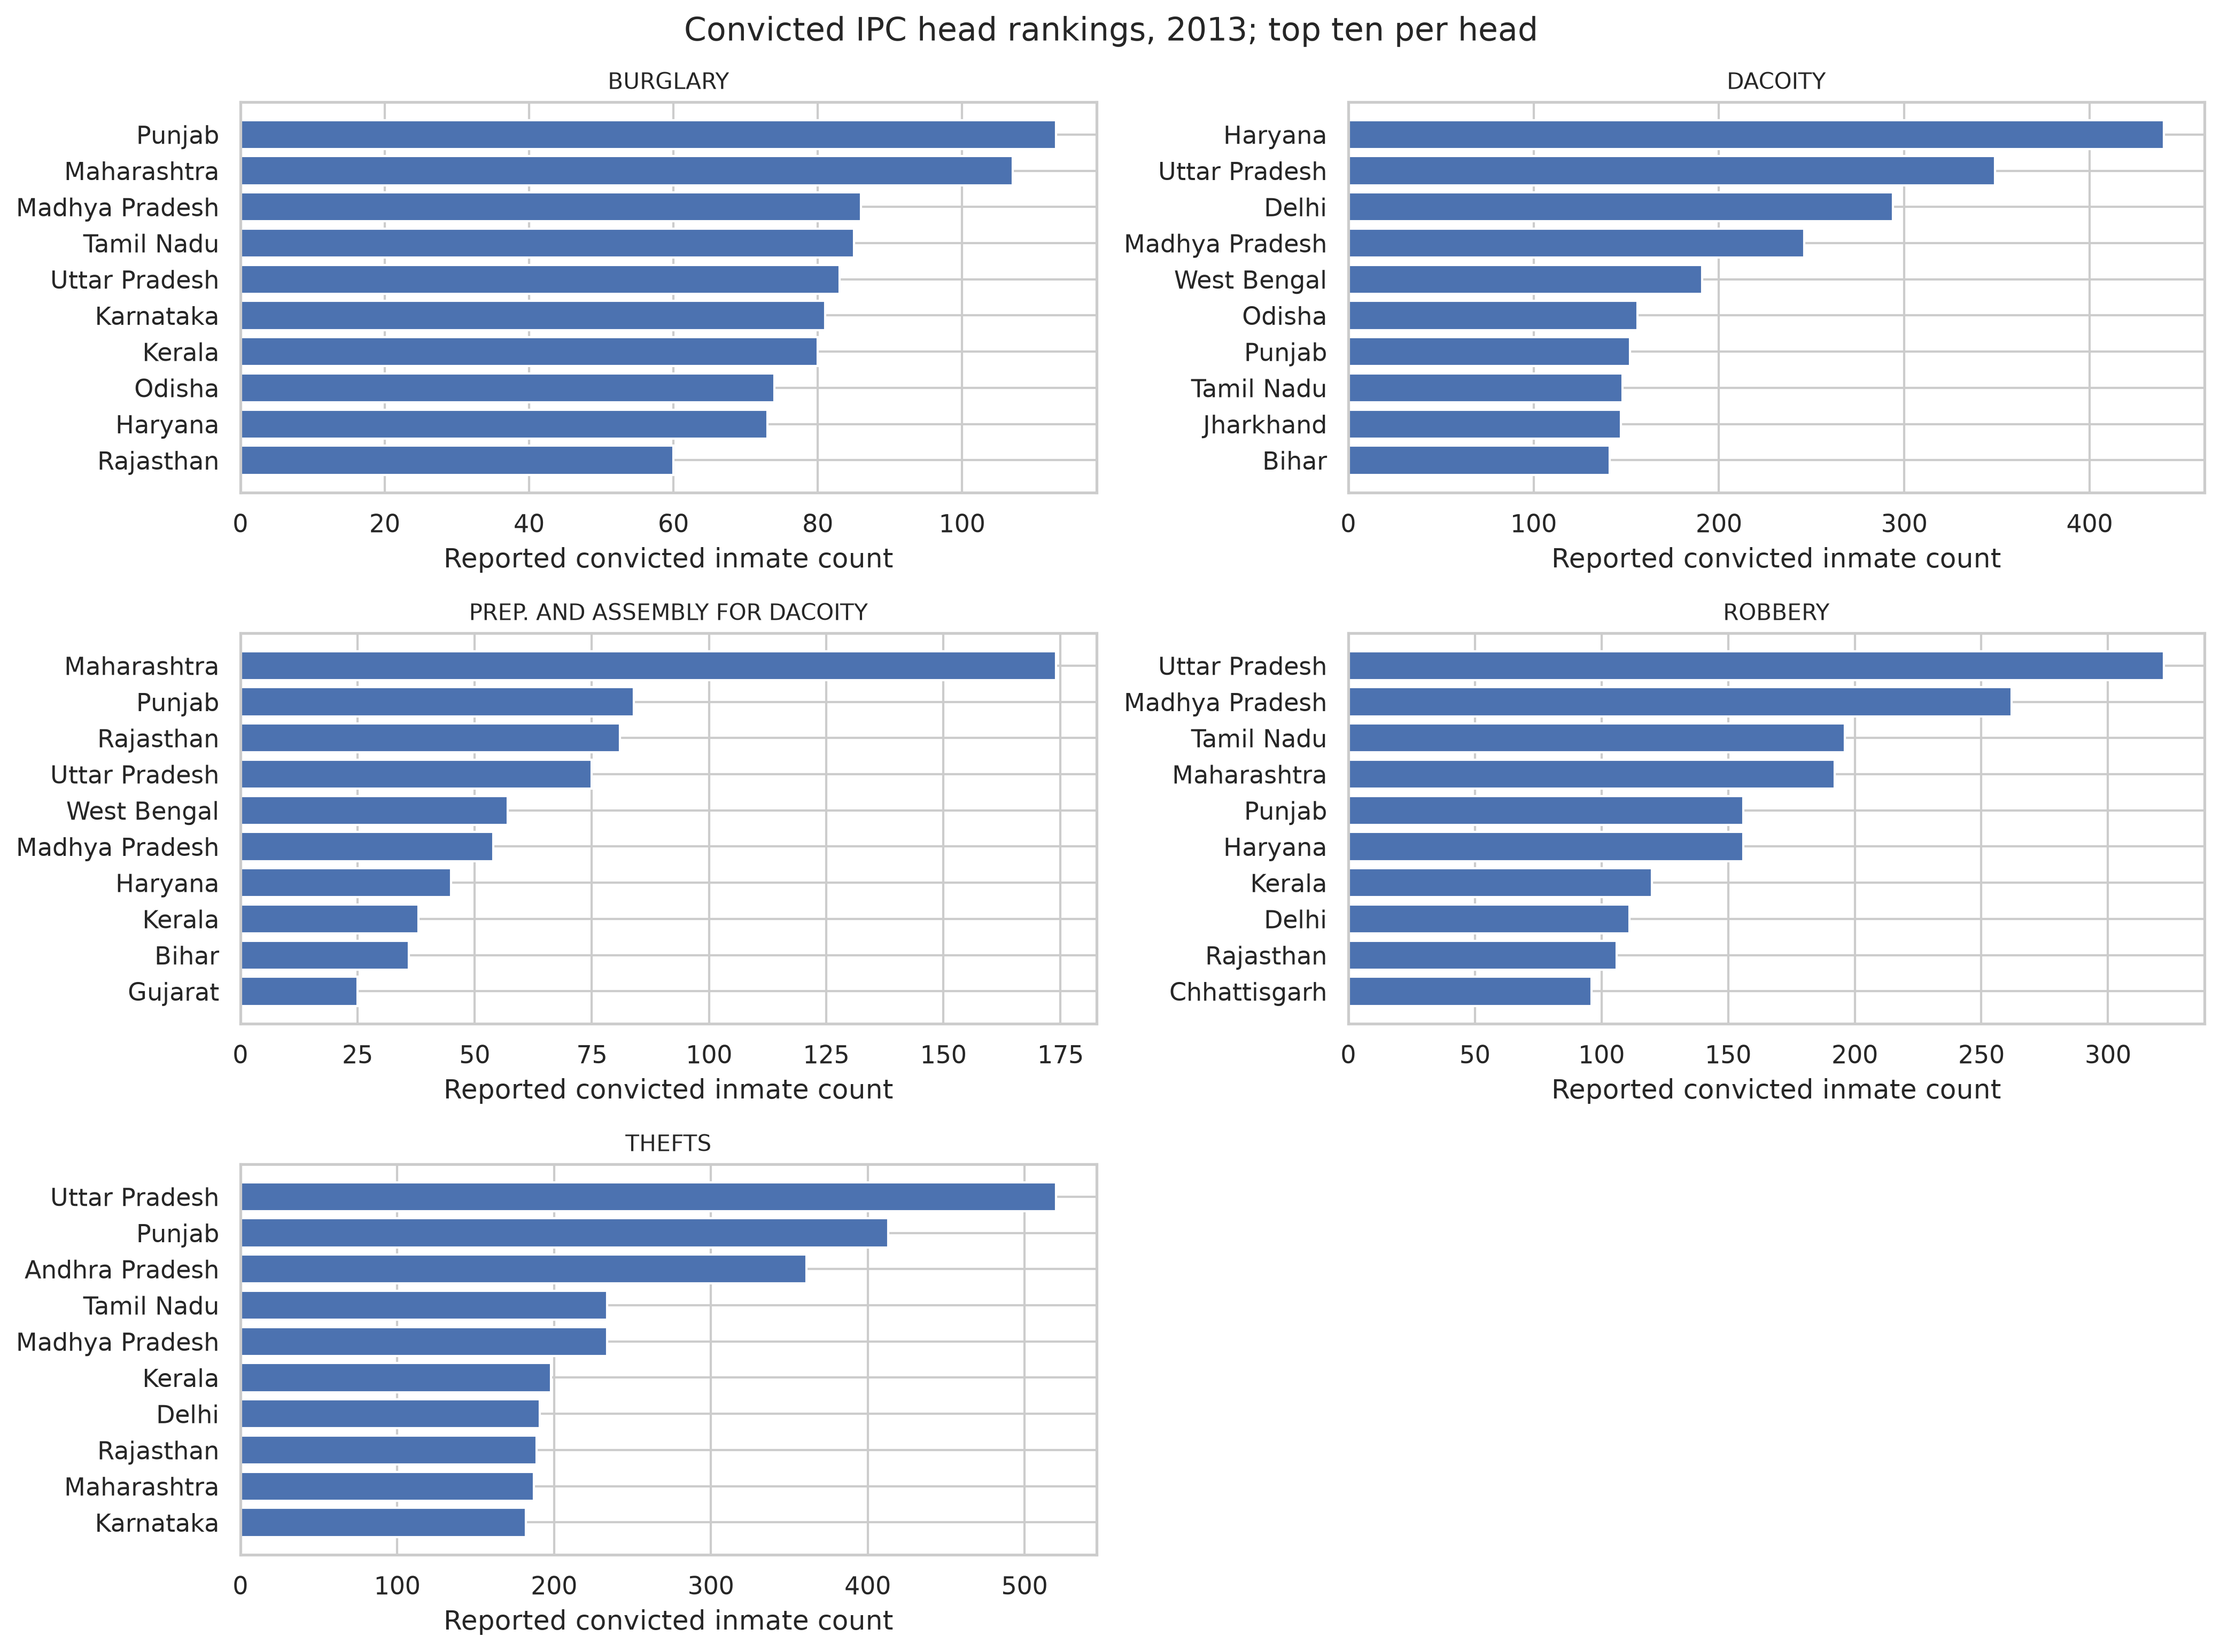 Convicted IPC head rankings, 2013; top ten per head
BURGLARY
Punjab
Maharashtra
Madhya Pradesh
Tamil Nadu
Uttar Pradesh
Karnataka
Kerala
Odisha
Haryana
Rajasthan
0 20 40 60 80 100
Reported convicted inmate count
DACOITY
Haryana
Uttar Pradesh
Delhi
Madhya Pradesh
West Bengal
Odisha
Punjab
Tamil Nadu
Jharkhand
Bihar
0 100 200 300 400
Reported convicted inmate count
PREP. AND ASSEMBLY FOR DACOITY
Maharashtra
Punjab
Rajasthan
Uttar Pradesh
West Bengal
Madhya Pradesh
Haryana
Kerala
Bihar
Gujarat
0 25 50 75 100 125 150 175
Reported convicted inmate count
ROBBERY
Uttar Pradesh
Madhya Pradesh
Tamil Nadu
Maharashtra
Punjab
Haryana
Kerala
Delhi
Rajasthan
Chhattisgarh
0 50 100 150 200 250 300
Reported convicted inmate count
THEFTS
Uttar Pradesh
Punjab
Andhra Pradesh
Tamil Nadu
Madhya Pradesh
Kerala
Delhi
Rajasthan
Maharashtra
Karnataka
0 100 200 300 400 500
Reported convicted inmate count